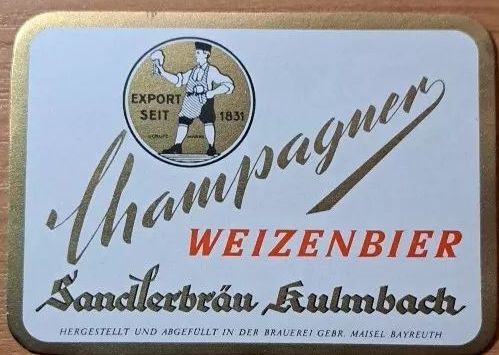 EXPORT
SEIT 1831
Champagner
WEIZENBIER
Sandlerbräu Kulmbach
HERGESTELLT UND ABGEFÜLLT IN DER BRAUEREI GEBR. MAISEL BAYREUTH